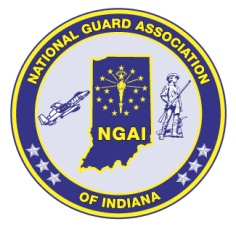 NATIONAL GUARD ASSOCIATION
NGAI
OF INDIANA